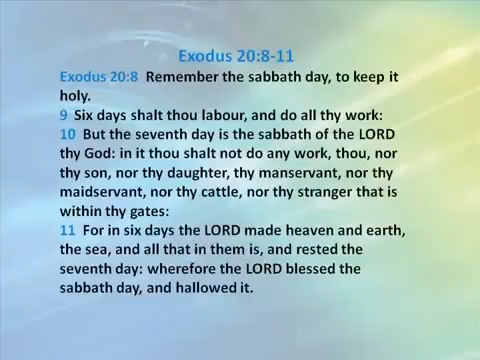 Exodus 20:8-11
Exodus 20:8 Remember the sabbath day, to keep it
holy.
9 Six days shalt thou labour, and do all thy work:
10 But the seventh day is the sabbath of the LORD
thy God: in it thou shalt not do any work, thou, nor
thy son, nor thy daughter, thy manservant, nor thy
maidservant, nor thy cattle, nor thy stranger that is
within thy gates:
11 For in six days the LORD made heaven and earth,
the sea, and all that in them is, and rested the
seventh day: wherefore the LORD blessed the
sabbath day, and hallowed it.